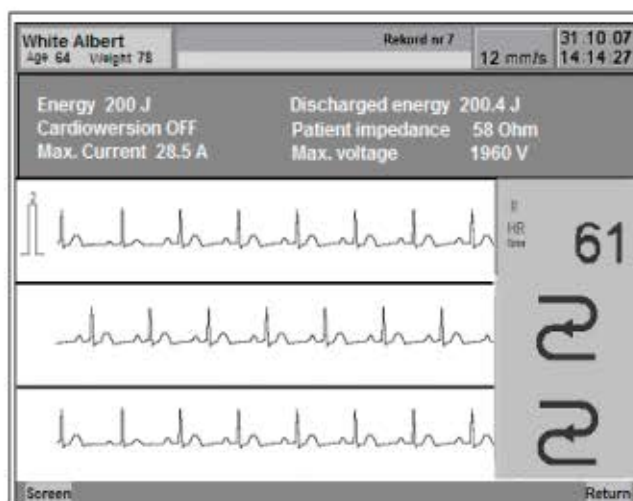 White Albert
Age 64 Weight 78
Rekord nr 7
12 mm/s
31 10 07
14:14:27
Energy 200 J
Cardiowersion OFF
Max. Current 28.5 A
Discharged energy 200.4 J
Patient impedance 58 Ohm
Max. voltage 1960 V
2
II
HR
61
Screen
Return